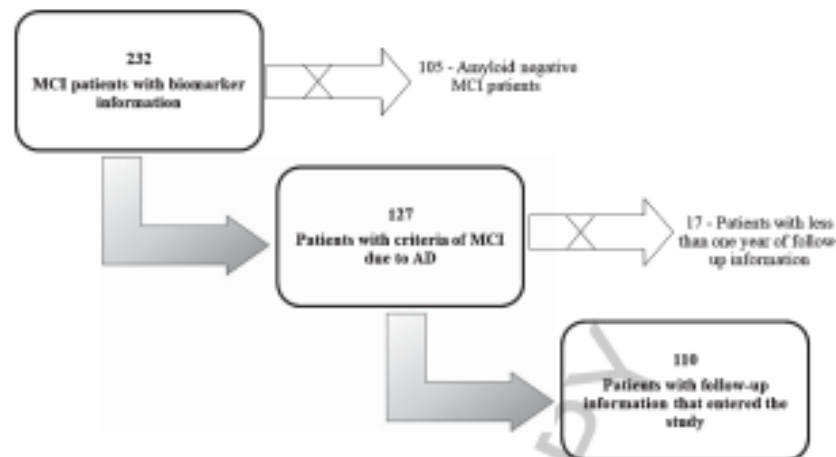 232
MCI patients with biomarker
information
105 - Amyloid negative
MCI patients
127
Patients with criteria of MCI
due to AD
17 - Patients with less
than one year of follow-
up information
110
Patients with follow-up
information that entered the
study